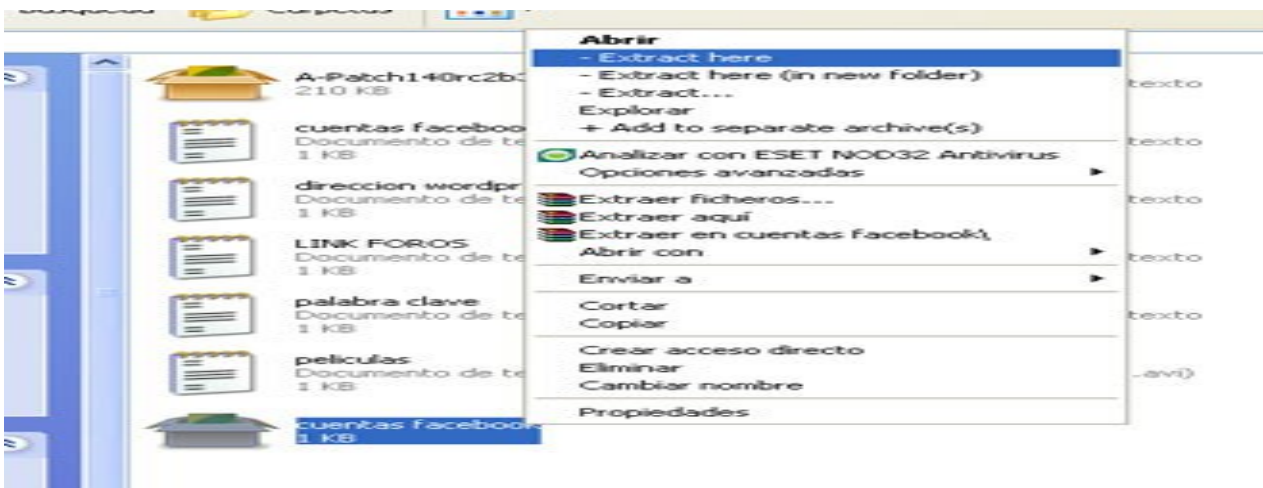 Carpetas
A-Patch140rc2b
210 KB
cuentas faceboo
Documento de te
1 KB
direccion wordpr
Documento de te
1 KB
LINK FOROS
Documento de te
1 KB
palabra clave
Documento de te
1 KB
peliculas
Documento de te
1 KB
cuentas facebook
1 KB
Abrir
- Extract here
- Extract here (in new folder)
- Extract...
Explorar
+ Add to separate archive(s)
Analizar con ESET NOD32 Antivirus
Opciones avanzadas
Extraer ficheros...
Extraer aquí
Extraer en cuentas facebook\
Abrir con
Enviar a
Cortar
Copiar
Crear acceso directo
Eliminar
Cambiar nombre
Propiedades
texto
texto
texto
texto
texto
.avi)